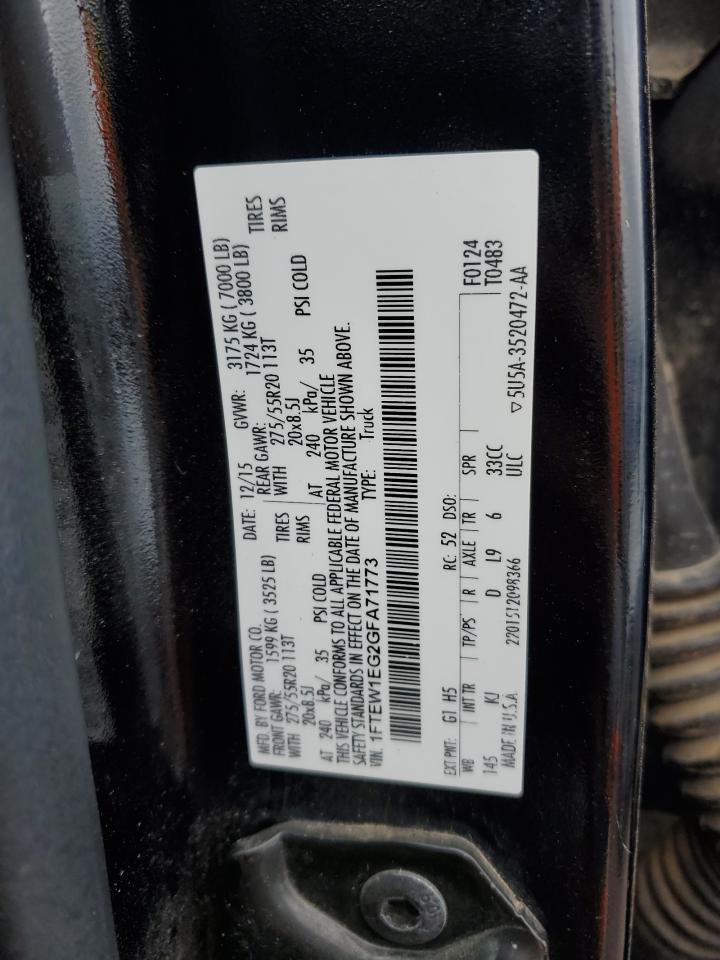 MFD. BY FORD MOTOR CO.
DATE: 12/15 GVWR: 3175 KG ( 7000 LB)
FRONT GAWR: 1599 KG ( 3525 LB)
REAR GAWR: 1724 KG ( 3800 LB)
WITH 275/55R20 113T TIRES
WITH 275/55R20 113T TIRES
20x8.5J RIMS
20x8.5J RIMS
AT 240 kPa/ 35 PSI COLD
AT 240 kPa/ 35 PSI COLD
THIS VEHICLE CONFORMS TO ALL APPLICABLE FEDERAL MOTOR VEHICLE
SAFETY STANDARDS IN EFFECT ON THE DATE OF MANUFACTURE SHOWN ABOVE.
VIN: 1FTEW1EG2GFA71773 TYPE: Truck
F0124
T0483
EXT PNT: G1 H5 RC: 52 DSO:
WB INT TR TP/PS R AXLE TR SPR
145 KJ D L9 6 33CC
ULC
MADE IN U.S.A. 2201512098366 ▽5U5A-3520472-AA